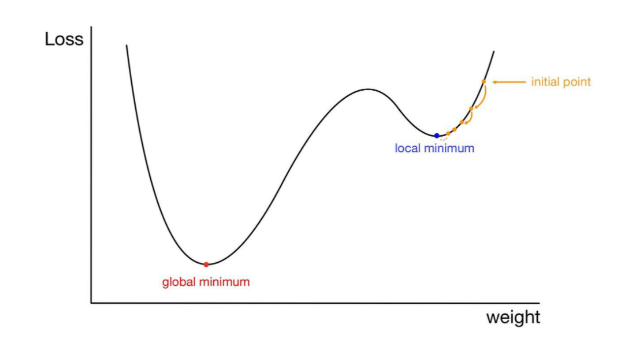 Loss
initial point
local minimum
global minimum
weight